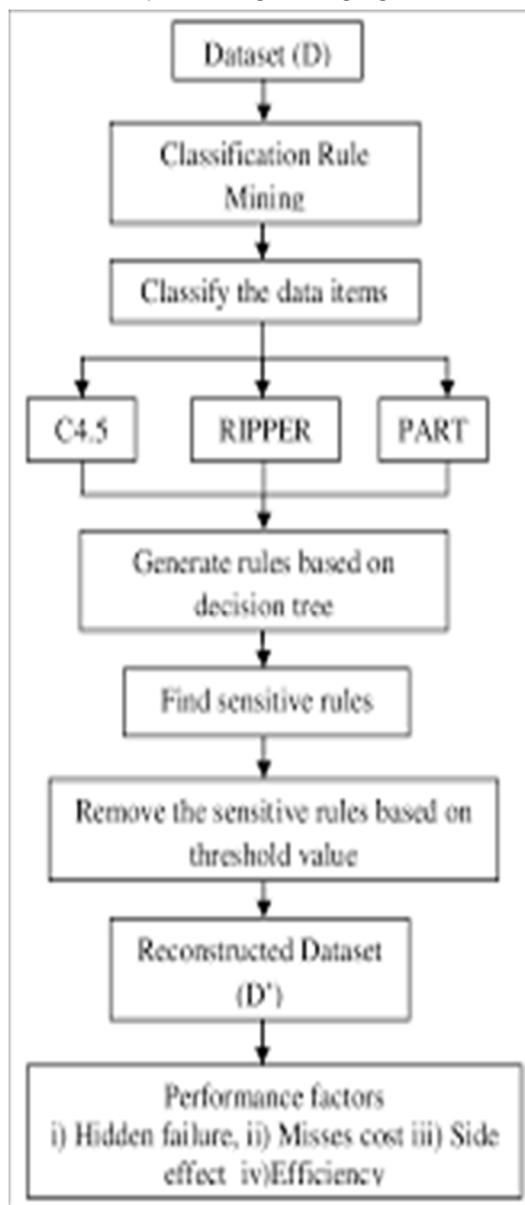 Dataset (D)
Classification Rule
Mining
Classify the data items
C4.5
RIPPER
PART
Generate rules based on
decision tree
Find sensitive rules
Remove the sensitive rules based on
threshold value
Reconstructed Dataset
(D')
Performance factors
i) Hidden failure, ii) Misses cost iii) Side
effect iv)Efficiency